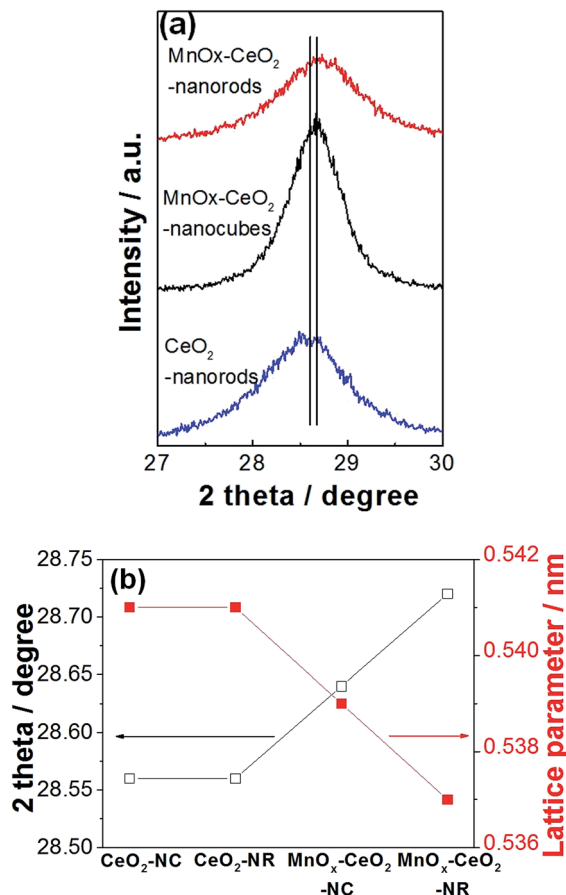 (a)
MnOx-CeO₂
-nanorods
MnOx-CeO₂
-nanocubes
CeO₂
-nanorods
Intensity / a.u.
27 28 29 30
2 theta / degree
(b)
28.75
28.70
28.65
28.60
28.55
28.50
2 theta / degree
0.542
0.540
0.538
0.536
Lattice parameter / nm
CeO₂-NC CeO₂-NR MnOₓ-CeO₂ MnOₓ-CeO₂
-NC -NR